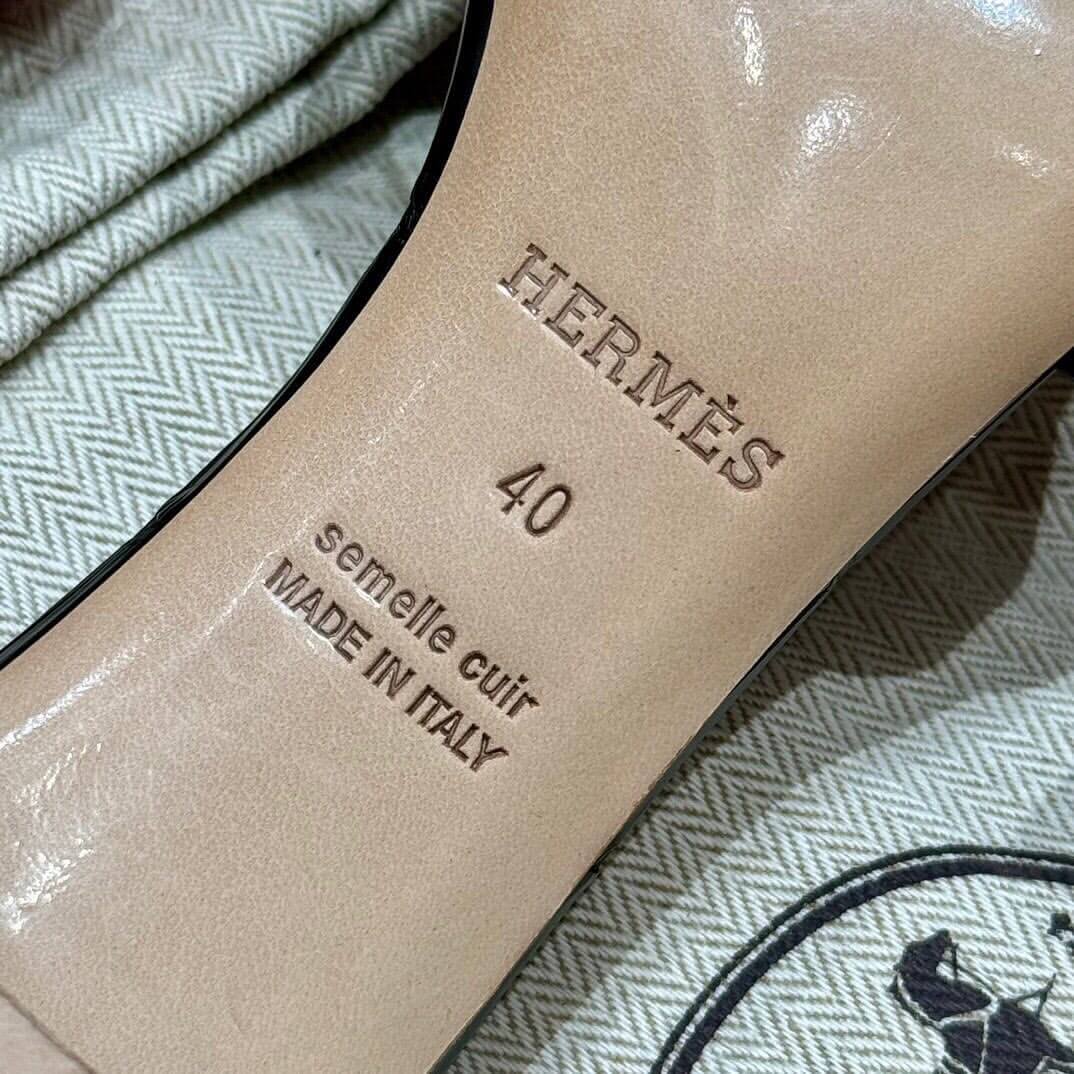 HERMÈS
40
semelle cuir
MADE IN ITALY